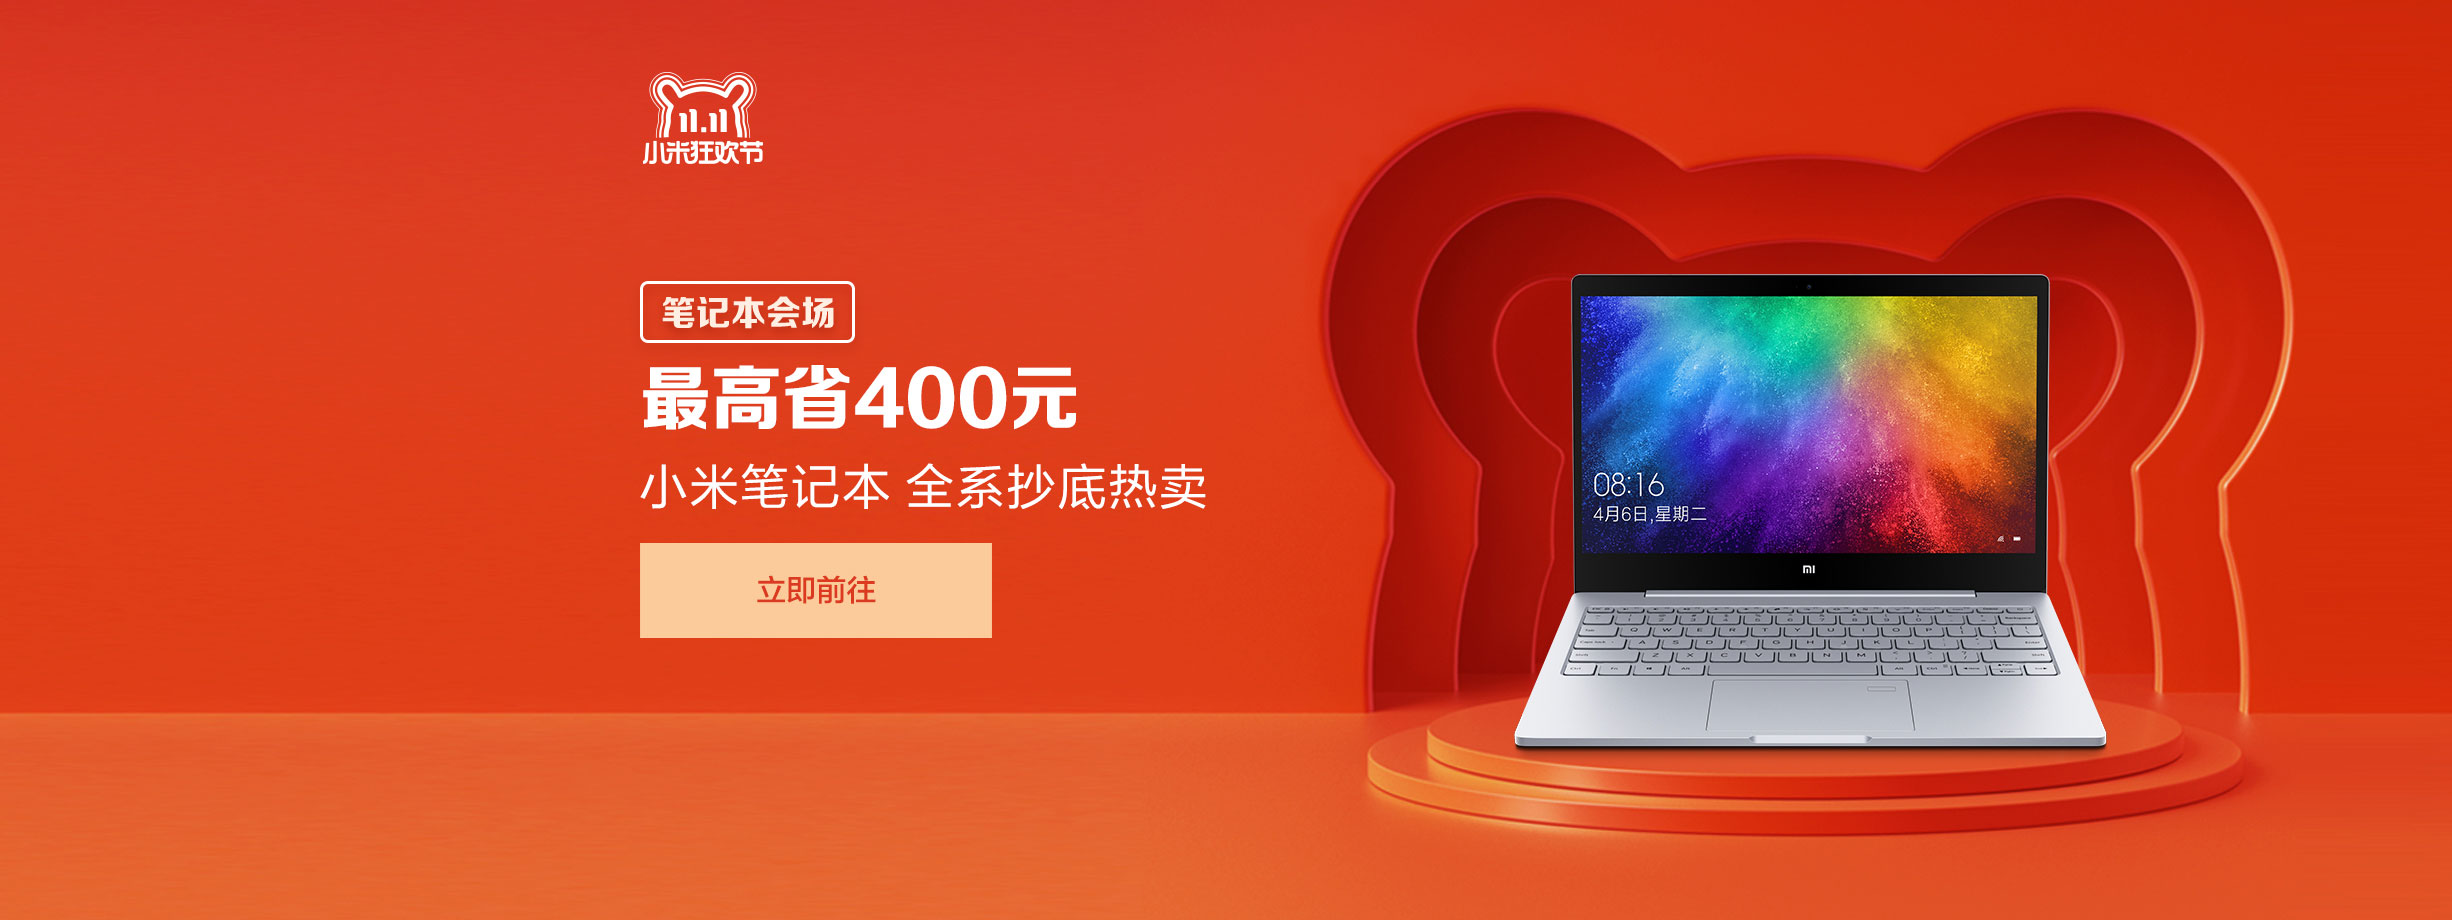 11.11
小米狂欢节
笔记本会场
最高省400元
小米笔记本 全系抄底热卖
立即前往
08:16
4月6日,星期二
mi